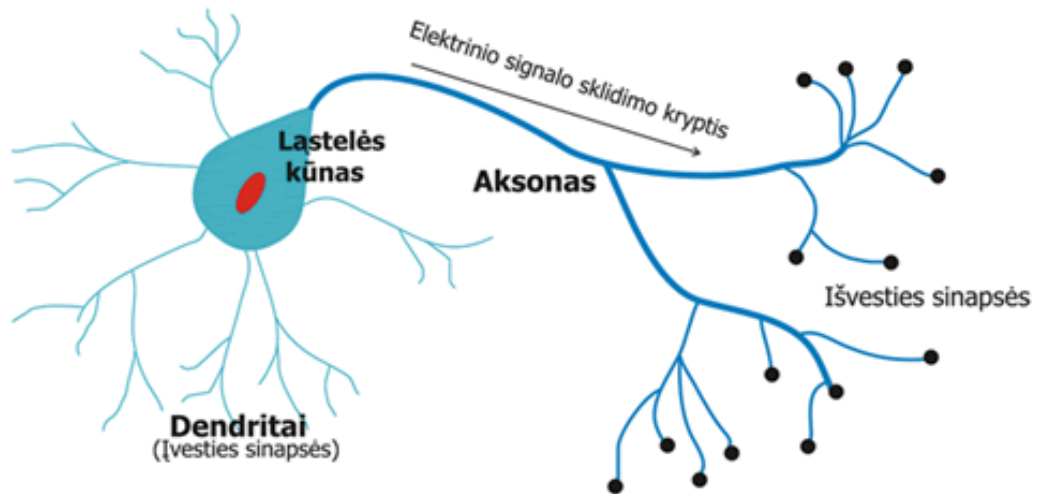 Elektrinio signalo sklidimo kryptis
Ląstelės
kūnas
Aksonas
Išvesties sinapsės
Dendritai
(Įvesties sinapsės)